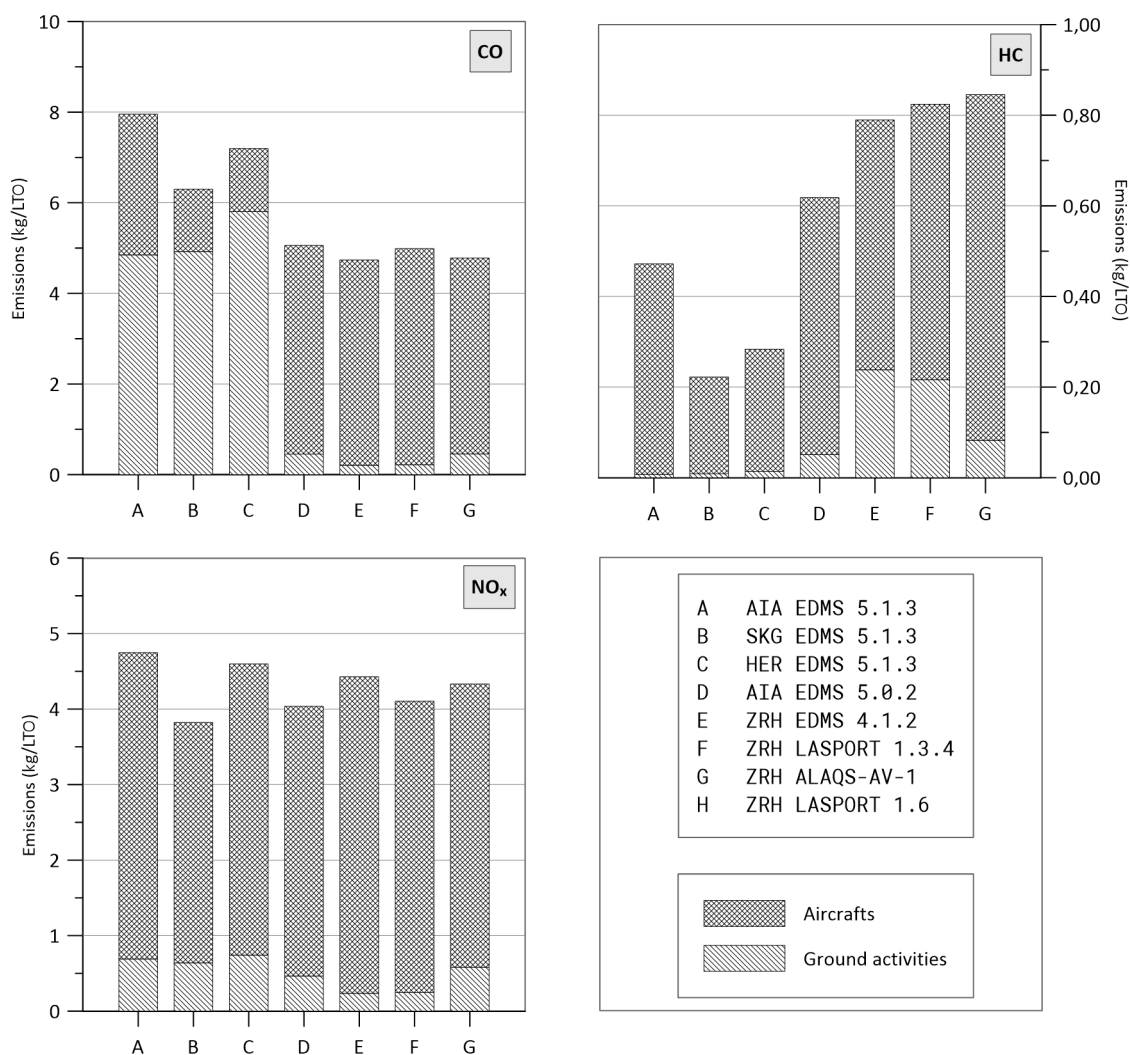 CO
10
8
6
4
2
0
Emissions (kg/LTO)
A B C D E F G
HC
1,00
0,80
0,60
0,40
0,20
0,00
Emissions (kg/LTO)
A B C D E F G
NOₓ
6
5
4
3
2
1
0
Emissions (kg/LTO)
A B C D E F G
A AIA EDMS 5.1.3
B SKG EDMS 5.1.3
C HER EDMS 5.1.3
D AIA EDMS 5.0.2
E ZRH EDMS 4.1.2
F ZRH LASPORT 1.3.4
G ZRH ALAQS-AV-1
H ZRH LASPORT 1.6
Aircrafts
Ground activities